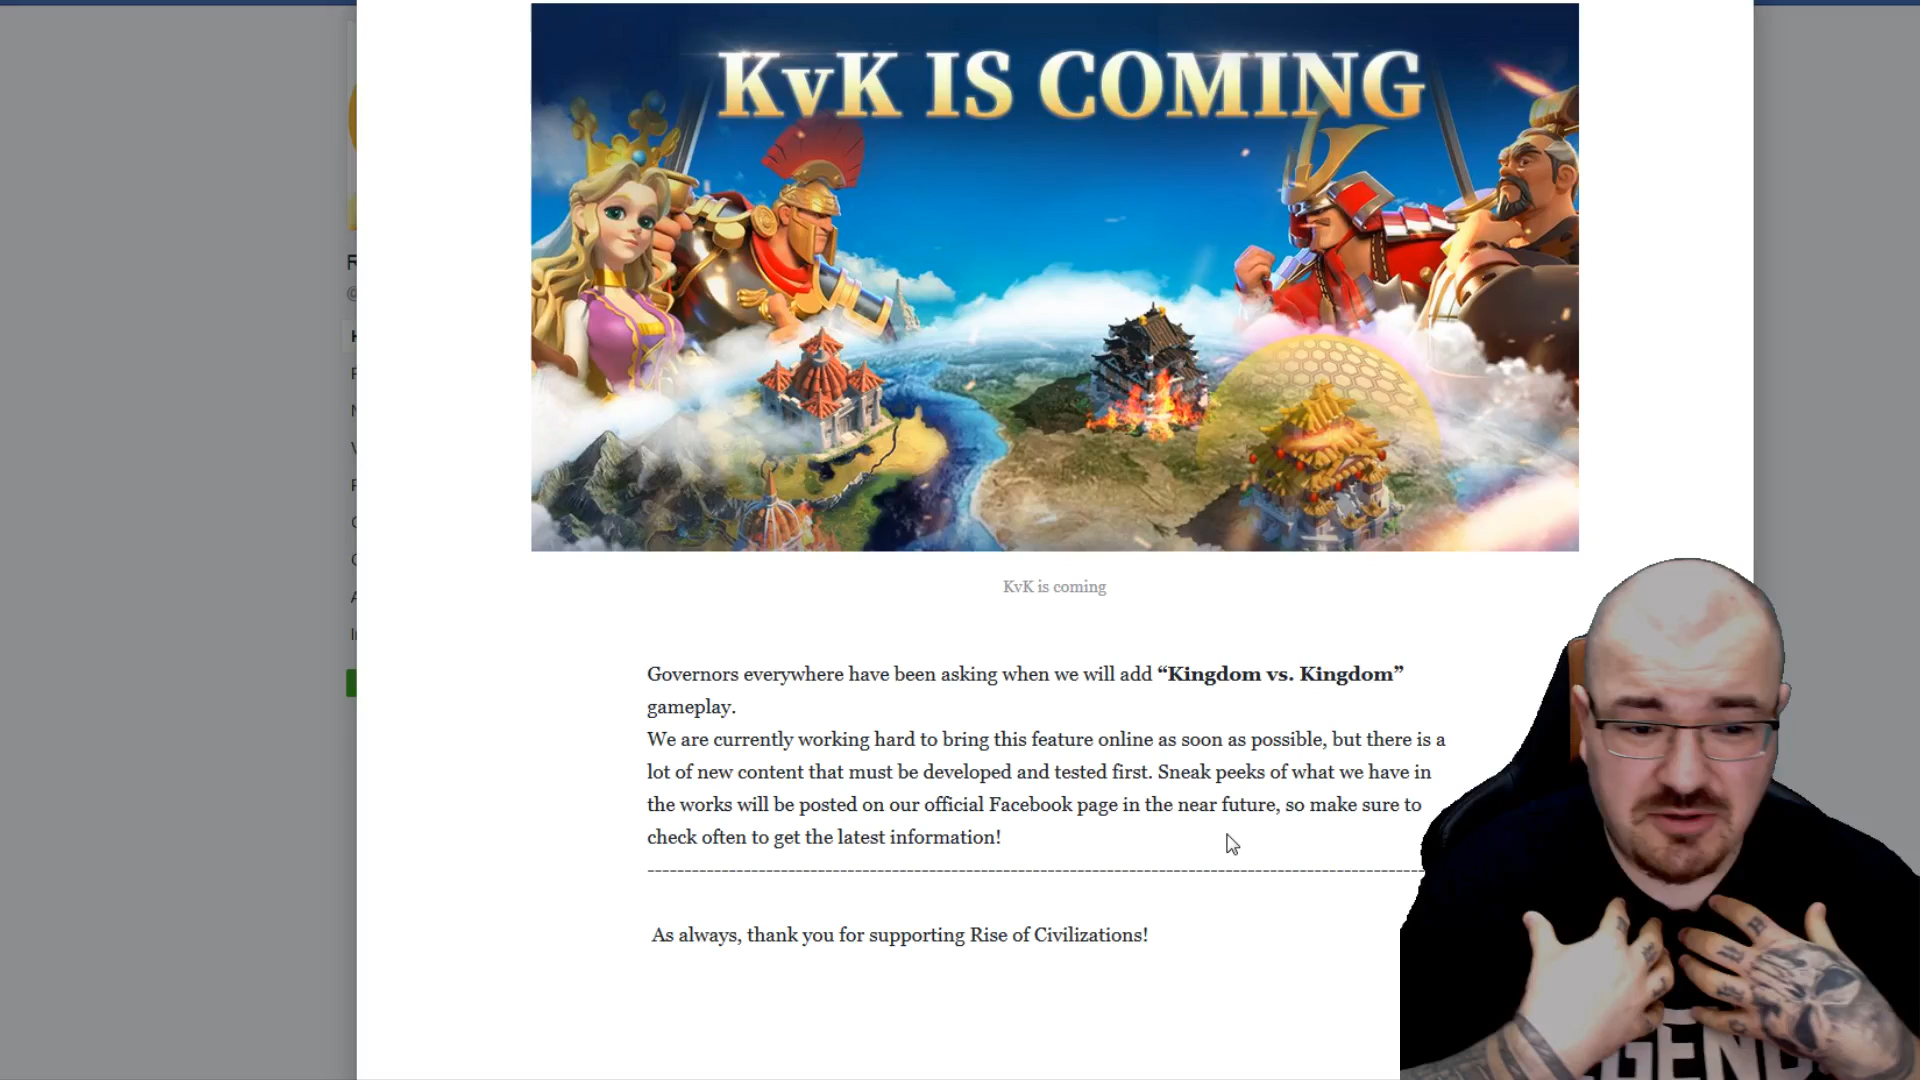 KvK IS COMING
KvK is coming
Governors everywhere have been asking when we will add “Kingdom vs. Kingdom”
gameplay.
We are currently working hard to bring this feature online as soon as possible, but there is a
lot of new content that must be developed and tested first. Sneak peeks of what we have in
the works will be posted on our official Facebook page in the near future, so make sure to
check often to get the latest information!
--------------------------------------------------------------------------------------------------------
As always, thank you for supporting Rise of Civilizations!